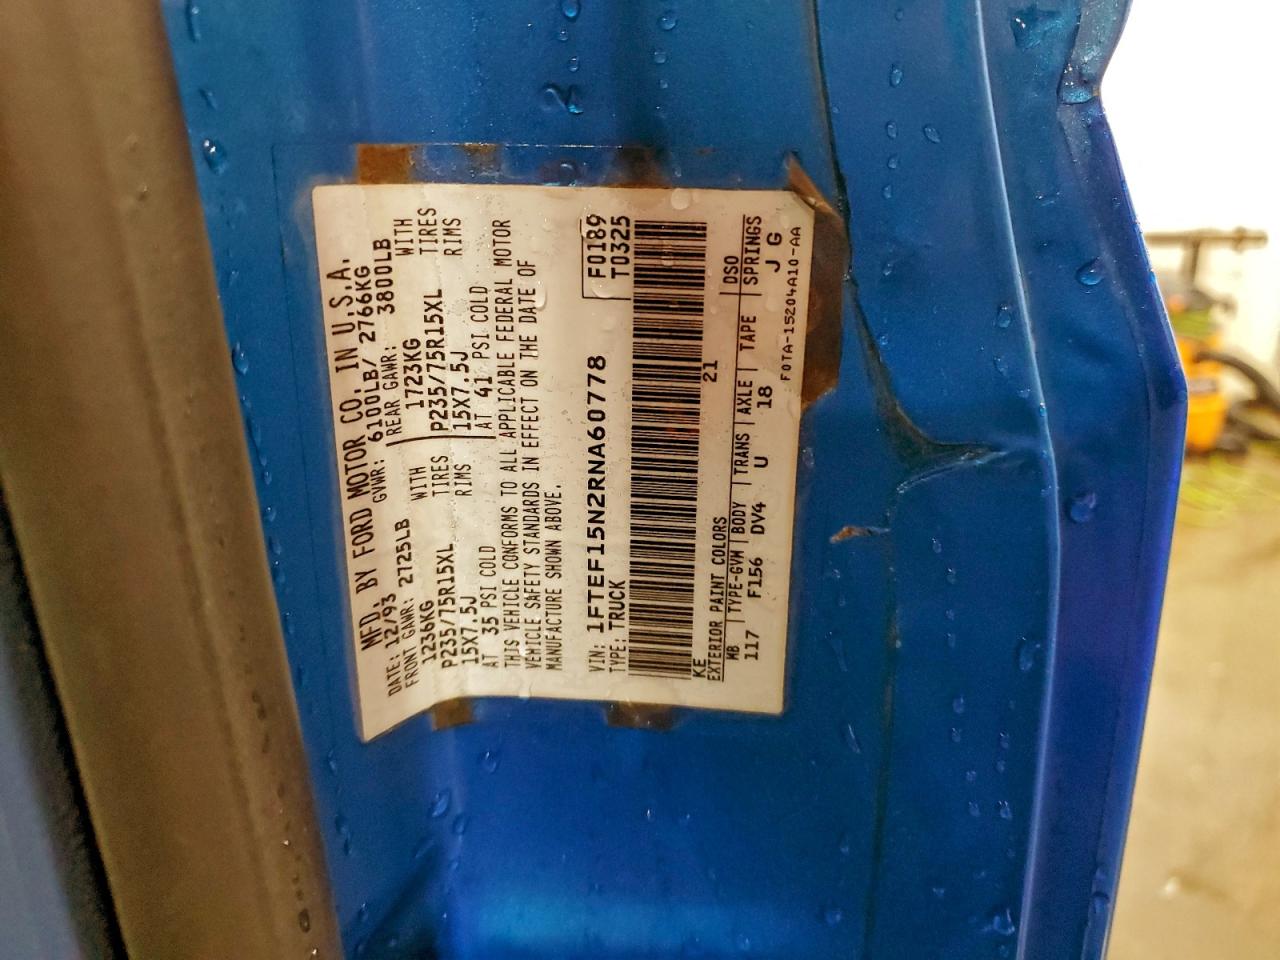 MFD. BY FORD MOTOR CO. IN U.S.A.
DATE: 12/93 GVWR: 6100LB/ 2766KG
FRONT GAWR: 2725LB REAR GAWR: 3800LB
1236KG WITH 1723KG WITH
P235/75R15XL TIRES P235/75R15XL TIRES
15X7.5J RIMS 15X7.5J RIMS
AT 35 PSI COLD AT 41 PSI COLD
THIS VEHICLE CONFORMS TO ALL APPLICABLE FEDERAL MOTOR
VEHICLE SAFETY STANDARDS IN EFFECT ON THE DATE OF
MANUFACTURE SHOWN ABOVE.
VIN: 1FTEF15N2RNA60778 F0189
TYPE: TRUCK T0325
KE 21
EXTERIOR PAINT COLORS DSO
WB TYPE-GVW BODY TRANS AXLE TAPE SPRINGS
117 F156 DV4 U 18 J G
F0TA-15204A10-AA